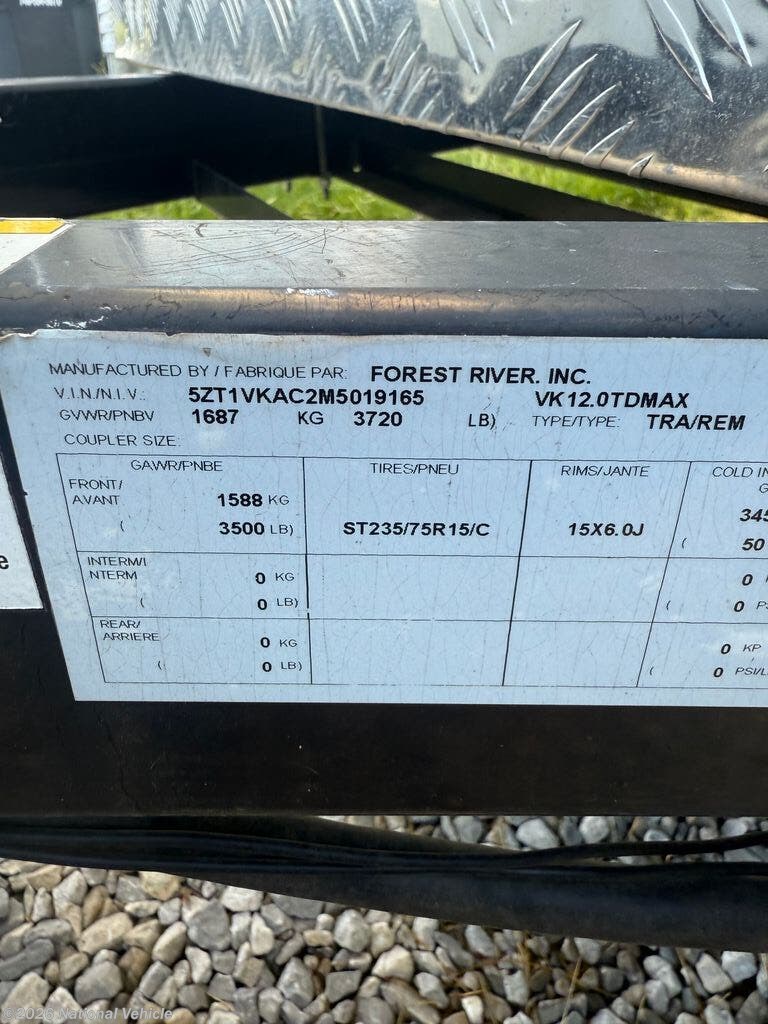 MANUFACTURED BY / FABRIQUE PAR: FOREST RIVER. INC.
V.I.N/N.I.V.: 5ZT1VKAC2M5019165 VK12.0TDMAX
GVWR/PNBV 1687 KG 3720 LB) TYPE/TYPE: TRA/REM
COUPLER SIZE:
GAWR/PNBE TIRES/PNEU RIMS/JANTE COLD IN
FRONT/
AVANT 1588 KG 345
( 3500 LB) ST235/75R15/C 15X6.0J ( 50
INTERM/I
NTERM 0 KG 0
( 0 LB) ( 0
REAR/
ARRIERE 0 KG 0 KP
( 0 LB) ( 0 PSI/L
e
©2026 National Vehicle